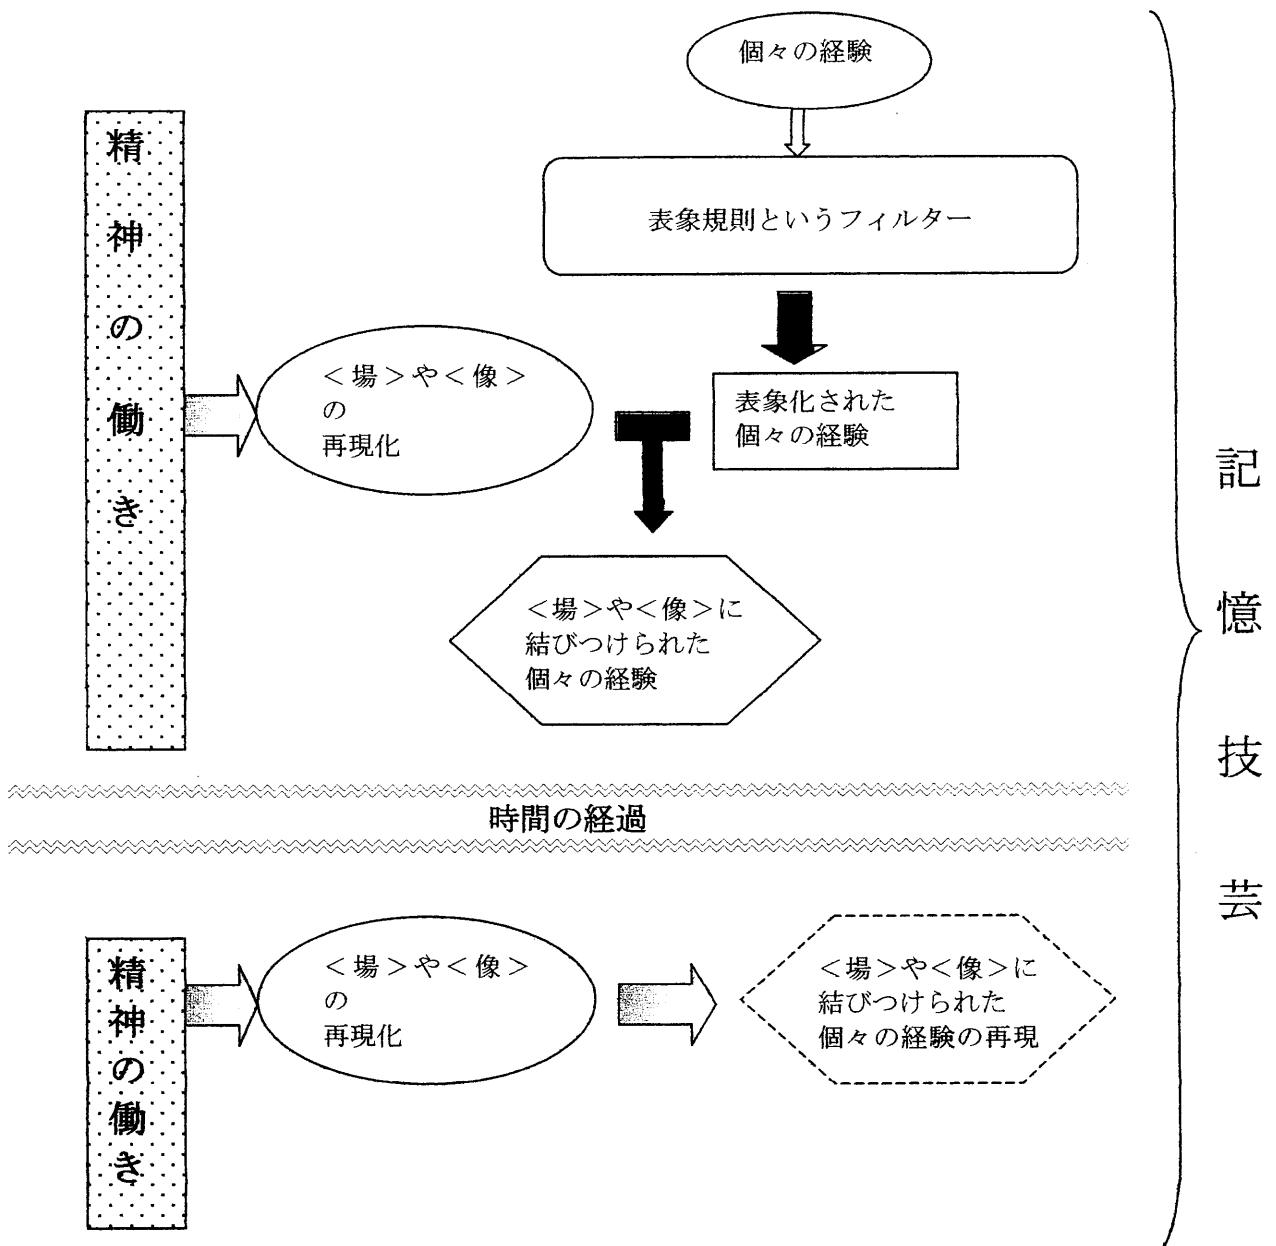 個々の経験
表象規則というフィルター
精神の働き
＜場＞や＜像＞
の
再現化
表象化された
個々の経験
＜場＞や＜像＞に
結びつけられた
個々の経験
時間の経過
精神の働き
＜場＞や＜像＞
の
再現化
＜場＞や＜像＞に
結びつけられた
個々の経験の再現
記憶技芸